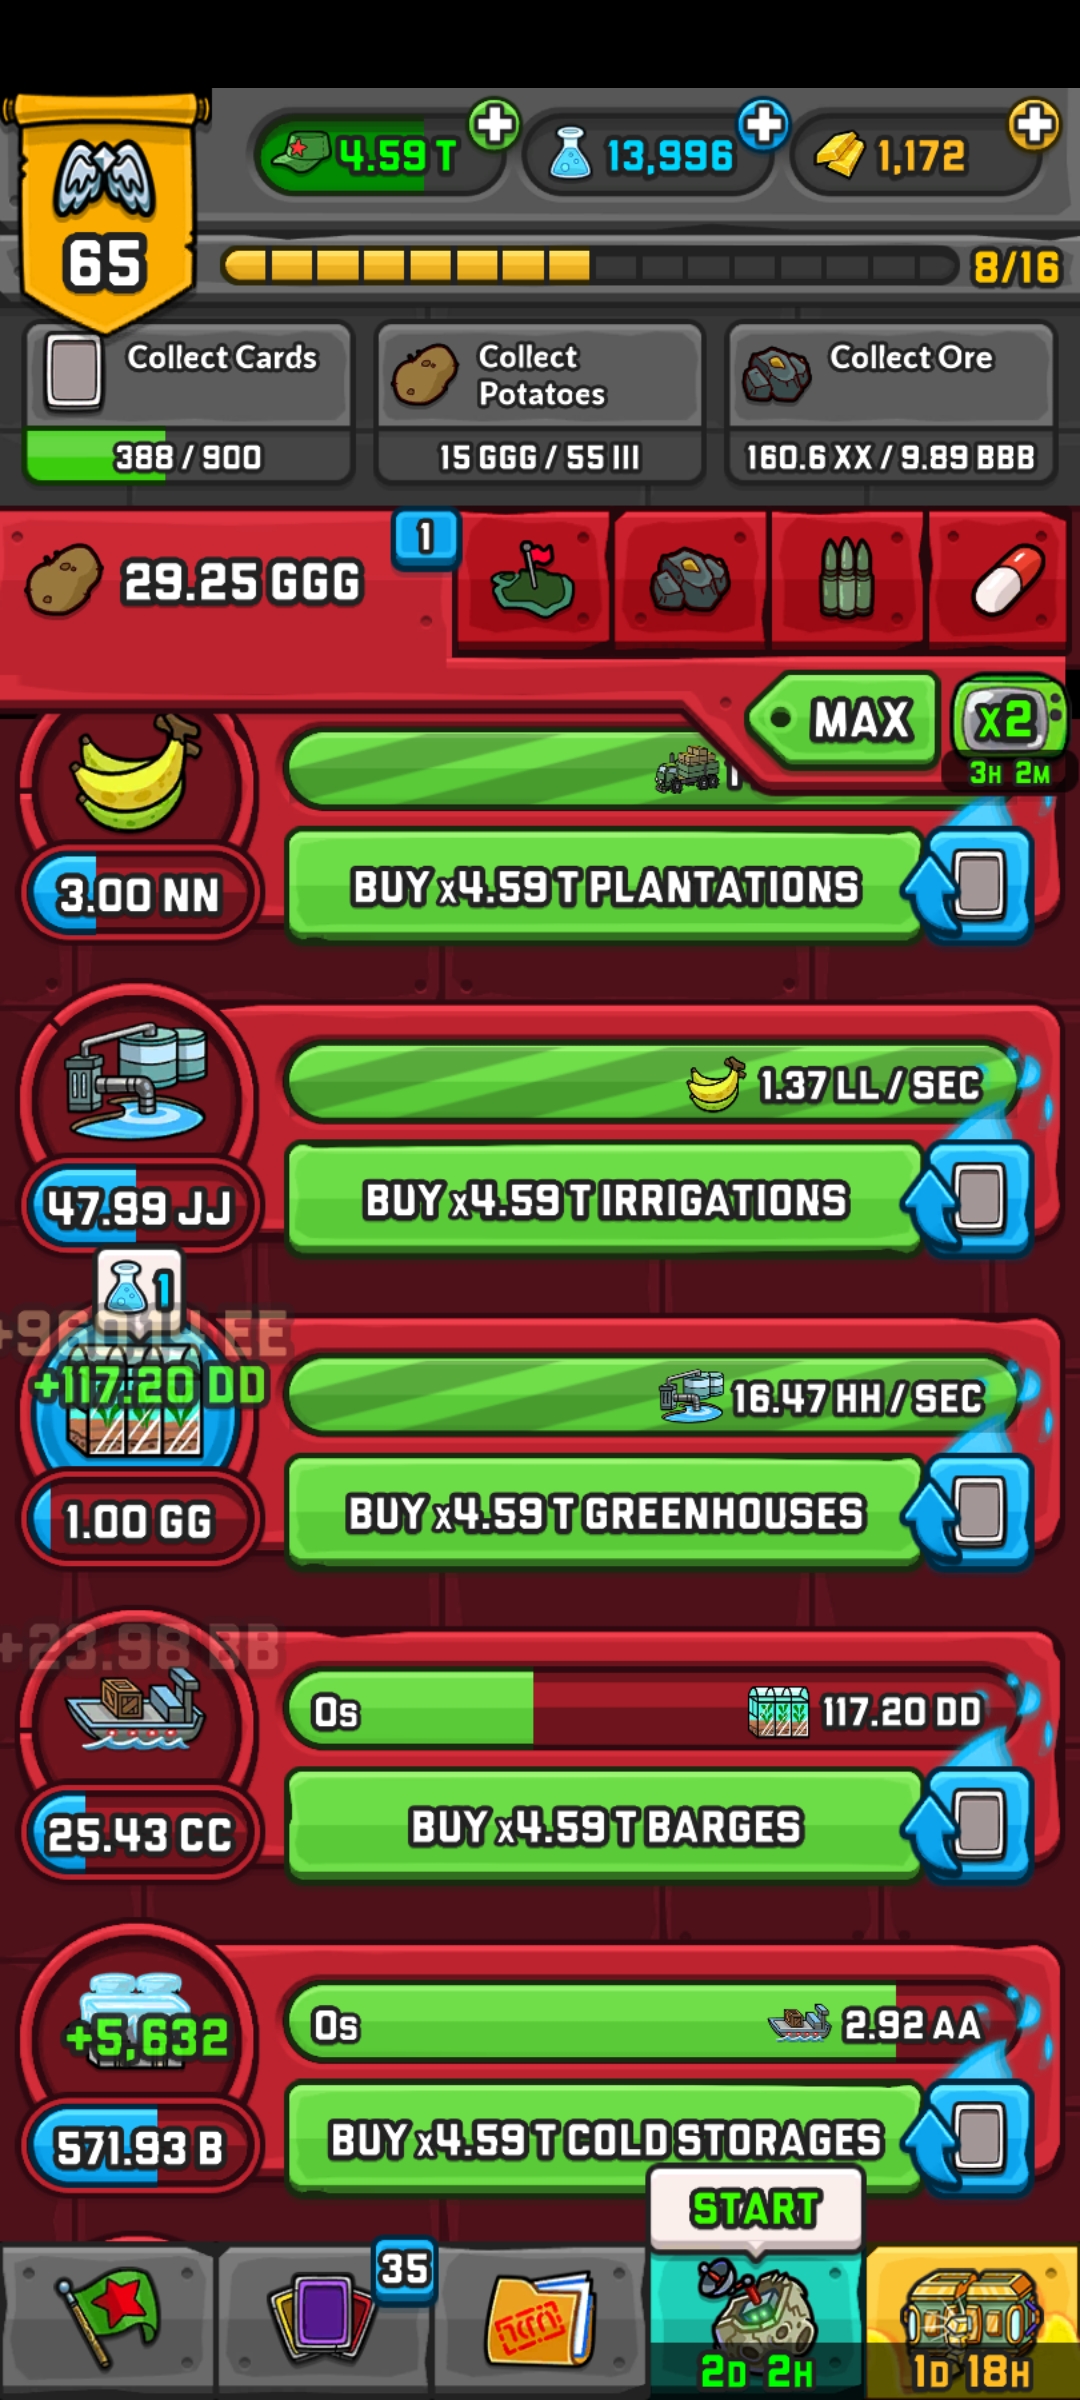 4.59 T
13,996
1,172
65
8/16
Collect Cards
388 / 900
Collect
Potatoes
15 GGG / 55 III
Collect Ore
160.6 XX / 9.89 BBB
29.25 GGG
1
MAX
x2
3H 2M
3.00 NN
BUY x4.59 T PLANTATIONS
1.37 LL / SEC
47.99 JJ
BUY x4.59 T IRRIGATIONS
1
+117.20 DD
16.47 HH / SEC
1.00 GG
BUY x4.59 T GREENHOUSES
+23.98 BB
0s
117.20 DD
25.43 CC
BUY x4.59 T BARGES
+5,632
0s
2.92 AA
571.93 B
BUY x4.59 T COLD STORAGES
START
35
2D 2H
1D 18H